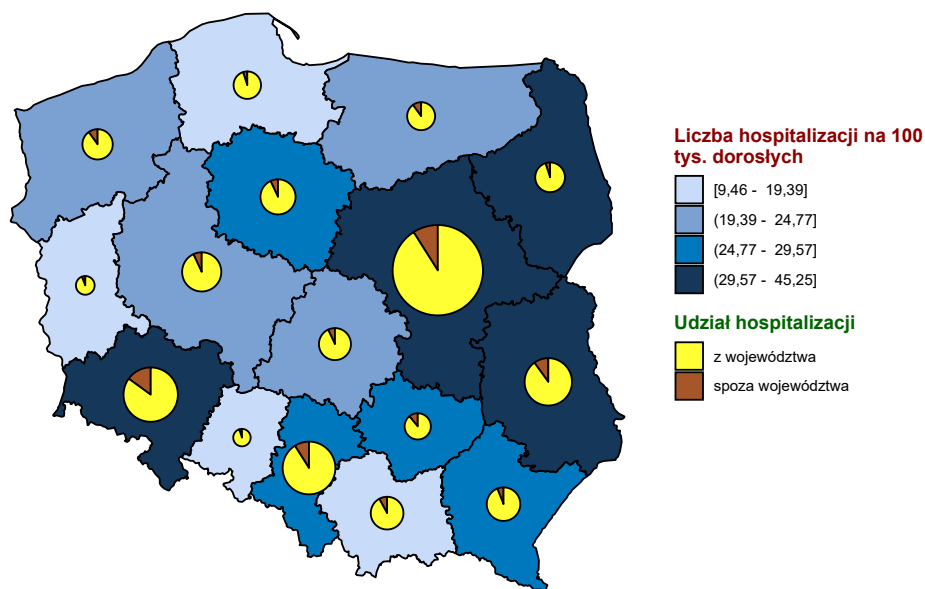 Liczba hospitalizacji na 100
tys. dorosłych
[9,46 - 19,39]
(19,39 - 24,77]
(24,77 - 29,57]
(29,57 - 45,25]
Udział hospitalizacji
z województwa
spoza województwa